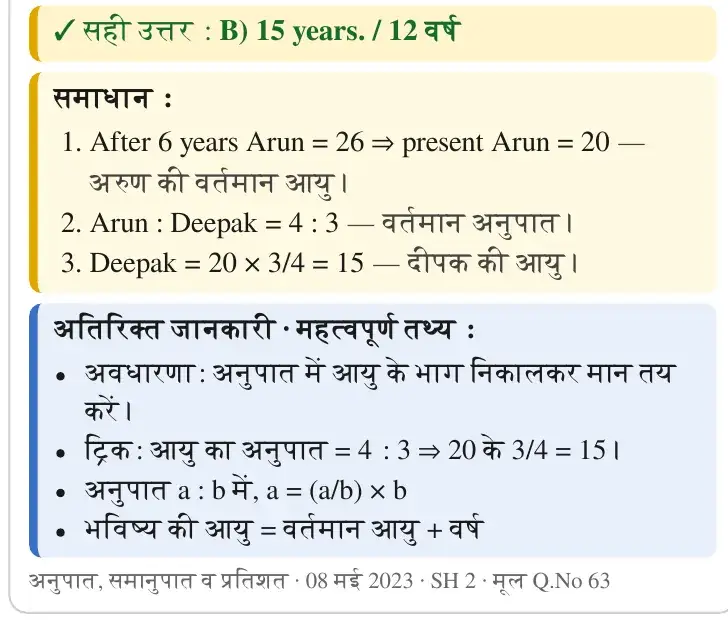 ✓ सही उत्तर : B) 15 years. / 12 वर्ष
समाधान :
1. After 6 years Arun = 26 ⇒ present Arun = 20 —
अरुण की वर्तमान आयु।
2. Arun : Deepak = 4 : 3 — वर्तमान अनुपात।
3. Deepak = 20 × 3/4 = 15 — दीपक की आयु।
अतिरिक्त जानकारी · महत्वपूर्ण तथ्य :
• अवधारणा : अनुपात में आयु के भाग निकालकर मान तय
करें।
• ट्रिक : आयु का अनुपात = 4 : 3 ⇒ 20 के 3/4 = 15।
• अनुपात a : b में, a = (a/b) × b
• भविष्य की आयु = वर्तमान आयु + वर्ष
अनुपात, समानुपात व प्रतिशत · 08 मई 2023 · SH 2 · मूल Q.No 63